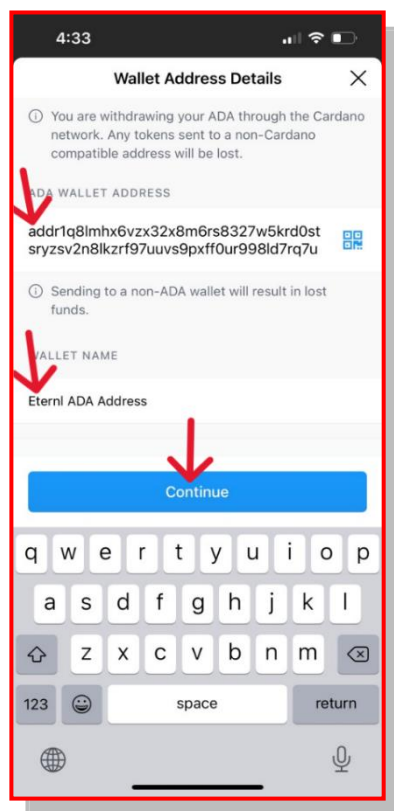 4:33
Wallet Address Details
You are withdrawing your ADA through the Cardano
network. Any tokens sent to a non-Cardano
compatible address will be lost.
ADA WALLET ADDRESS
addr1q8lmhx6vzx32x8m6rs8327w5krd0st
sryzsv2n8lkzrf97uuvs9pxff0ur998ld7rq7u
Sending to a non-ADA wallet will result in lost
funds.
WALLET NAME
Eternl ADA Address
Continue
q w e r t y u i o p
a s d f g h j k l
z x c v b n m
123 space return